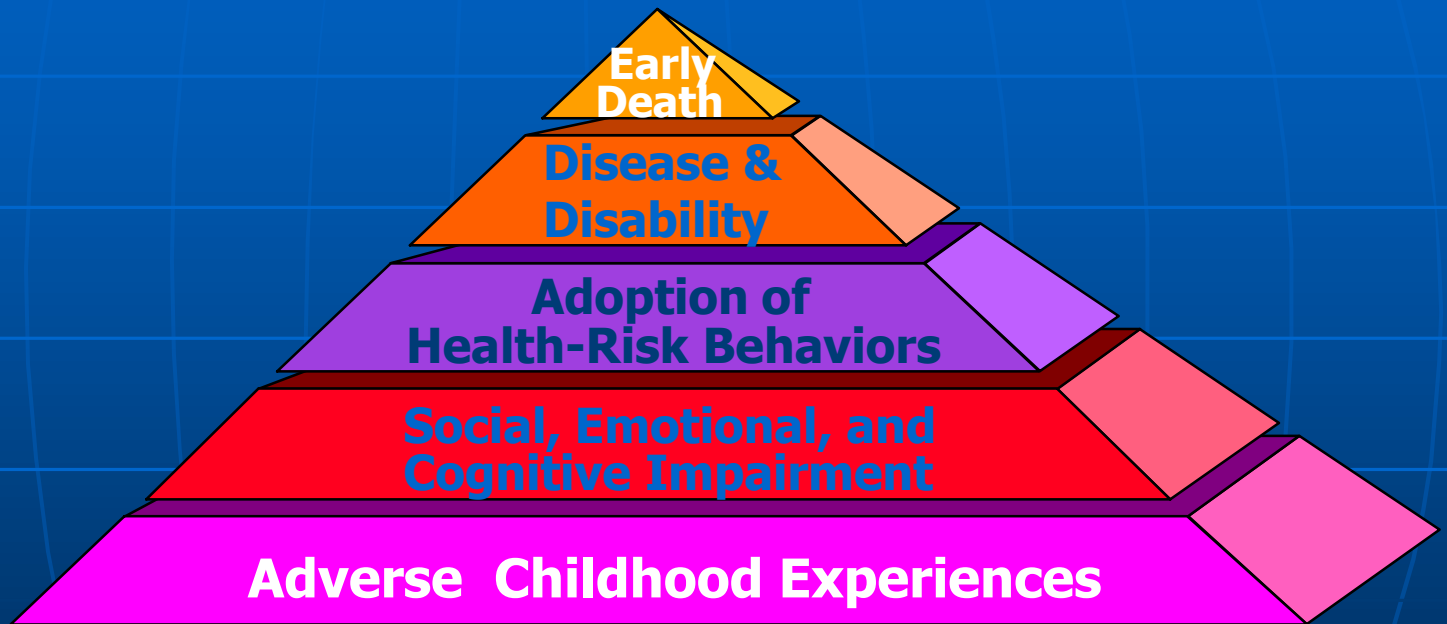 Early
Death
Disease &
Disability
Adoption of
Health-Risk Behaviors
Social, Emotional, and
Cognitive Impairment
Adverse  Childhood Experiences